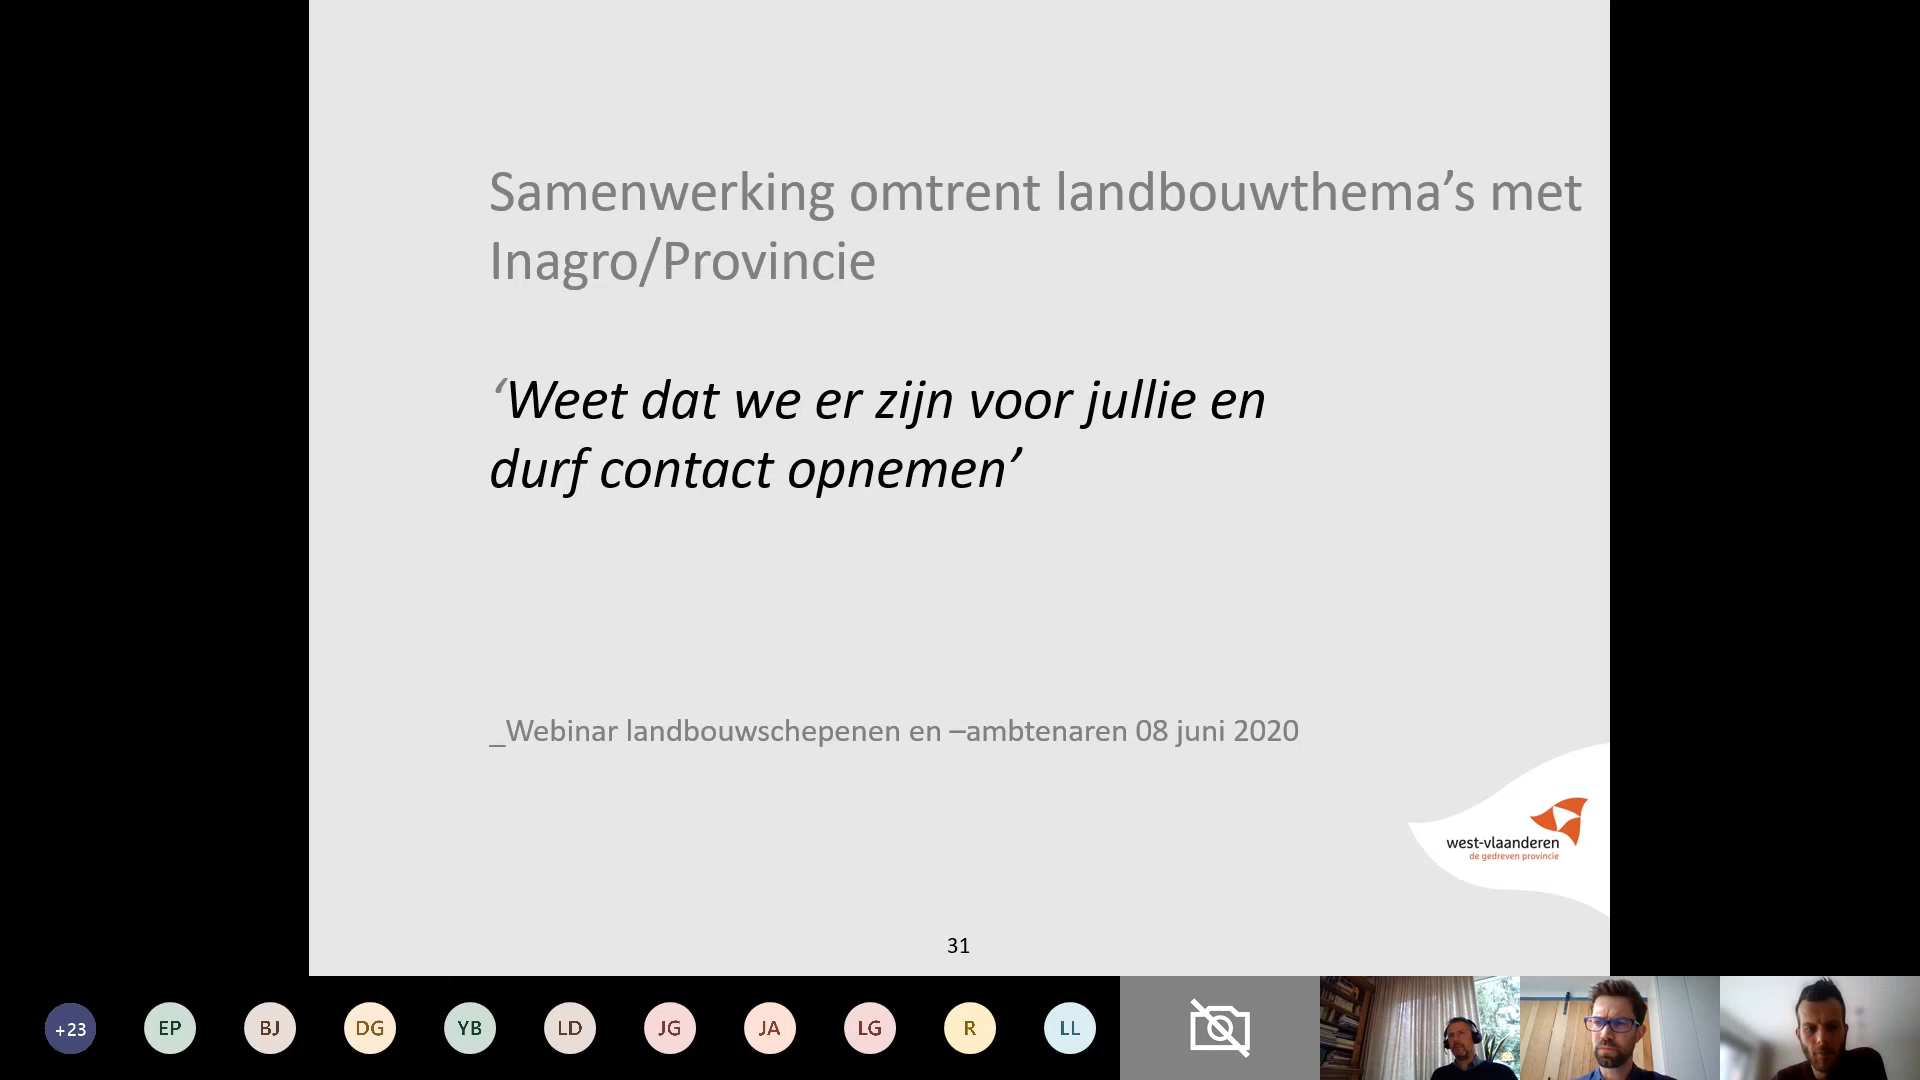 Samenwerking omtrent landbouwthema’s met
Inagro/Provincie
‘Weet dat we er zijn voor jullie en
durf contact opnemen’
_Webinar landbouwschepenen en –ambtenaren 08 juni 2020
west-vlaanderen
de gedreven provincie
31
+23 EP BJ DG YB LD JG JA LG R LL